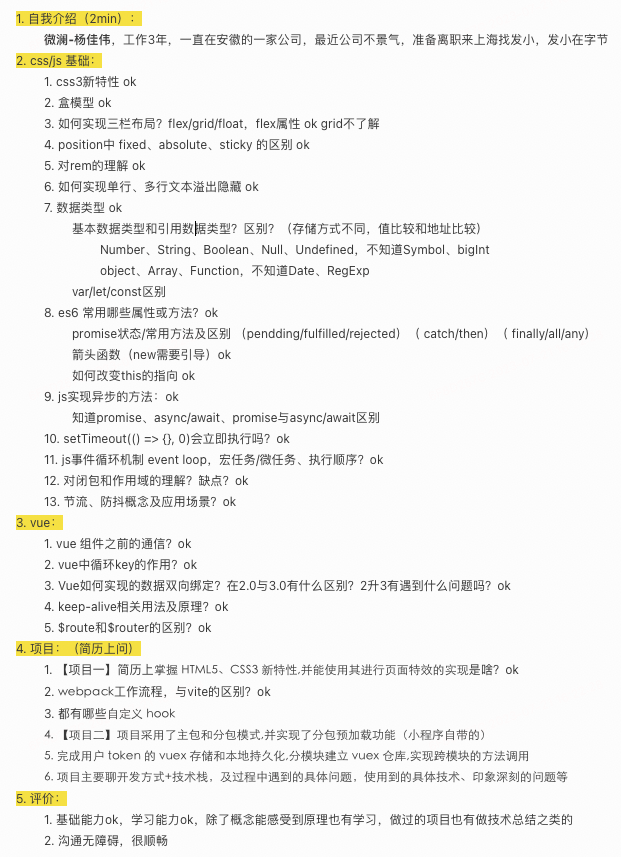 1. 自我介绍（2min）：
微澜-杨佳伟，工作3年，一直在安徽的一家公司，最近公司不景气，准备离职来上海找发小，发小在字节
2. css/js 基础：
1. css3新特性 ok
2. 盒模型 ok
3. 如何实现三栏布局？flex/grid/float，flex属性 ok grid不了解
4. position中 fixed、absolute、sticky 的区别 ok
5. 对rem的理解 ok
6. 如何实现单行、多行文本溢出隐藏 ok
7. 数据类型 ok
基本数据类型和引用数据类型？区别？（存储方式不同，值比较和地址比较）
Number、String、Boolean、Null、Undefined，不知道Symbol、bigInt
object、Array、Function，不知道Date、RegExp
var/let/const区别
8. es6 常用哪些属性或方法？ok
promise状态/常用方法及区别 （pendding/fulfilled/rejected）（ catch/then）（ finally/all/any）
箭头函数（new需要引导）ok
如何改变this的指向 ok
9. js实现异步的方法：ok
知道promise、async/await、promise与async/await区别
10. setTimeout(() => {}, 0)会立即执行吗？ok
11. js事件循环机制 event loop，宏任务/微任务、执行顺序？ok
12. 对闭包和作用域的理解？缺点？ok
13. 节流、防抖概念及应用场景？ok
3. vue：
1. vue 组件之前的通信？ok
2. vue中循环key的作用？ok
3. Vue如何实现的数据双向绑定？在2.0与3.0有什么区别？2升3有遇到什么问题吗？ok
4. keep-alive相关用法及原理？ok
5. $route和$router的区别？ok
4. 项目：（简历上问）
1. 【项目一】简历上掌握 HTML5、CSS3 新特性,并能使用其进行页面特效的实现是啥？ok
2. webpack工作流程，与vite的区别？ok
3. 都有哪些自定义 hook
4. 【项目二】项目采用了主包和分包模式,并实现了分包预加载功能（小程序自带的）
5. 完成用户 token 的 vuex 存储和本地持久化,分模块建立 vuex 仓库,实现跨模块的方法调用
6. 项目主要聊开发方式+技术栈，及过程中遇到的具体问题，使用到的具体技术、印象深刻的问题等
5. 评价：
1. 基础能力ok，学习能力ok，除了概念能感受到原理也有学习，做过的项目也有做技术总结之类的
2. 沟通无障碍，很顺畅